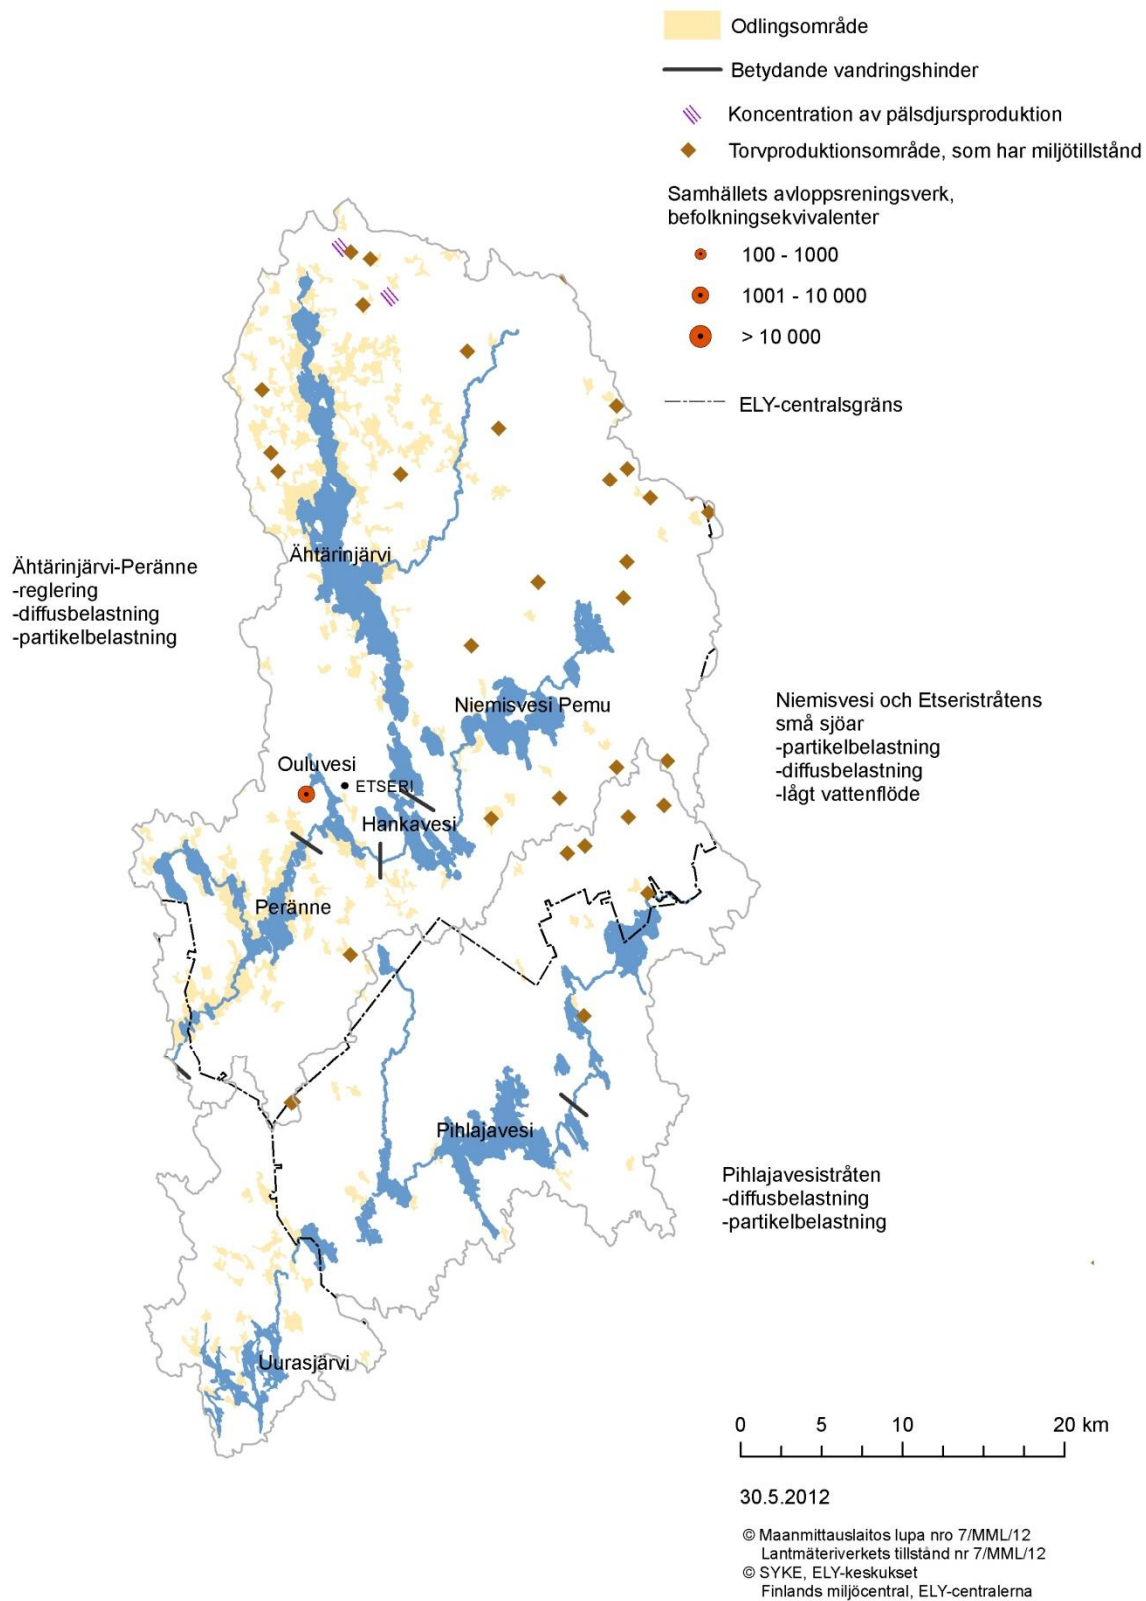 Odlingsområde
Betydande vandringshinder
Koncentration av pälsdjursproduktion
Torvproduktionsområde, som har miljötillstånd
Samhällets avloppsreningsverk,
befolkningsekvivalenter
100 - 1000
1001 - 10 000
> 10 000
ELY-centralsgräns
Ähtärinjärvi
Ähtärinjärvi-Peränne
-reglering
-diffusbelastning
-partikelbelastning
Niemisvesi Pemu
Niemisvesi och Etseristråtens
små sjöar
-partikelbelastning
-diffusbelastning
-lågt vattenflöde
Ouluvesi
ETSERI
Hankavesi
Peränne
Pihlajavesi
Pihlajavesistråten
-diffusbelastning
-partikelbelastning
Uurasjärvi
0 5 10 20 km
30.5.2012
© Maanmittauslaitos lupa nro 7/MML/12
Lantmäteriverkets tillstånd nr 7/MML/12
© SYKE, ELY-keskukset
Finlands miljöcentral, ELY-centralerna